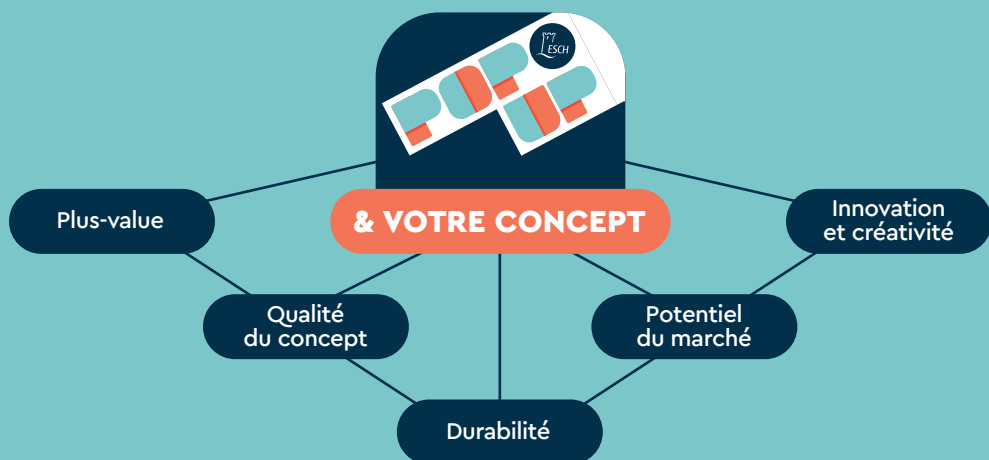 ESCH
POP
UP
& VOTRE CONCEPT
Plus-value
Innovation
et créativité
Qualité
du concept
Potentiel
du marché
Durabilité